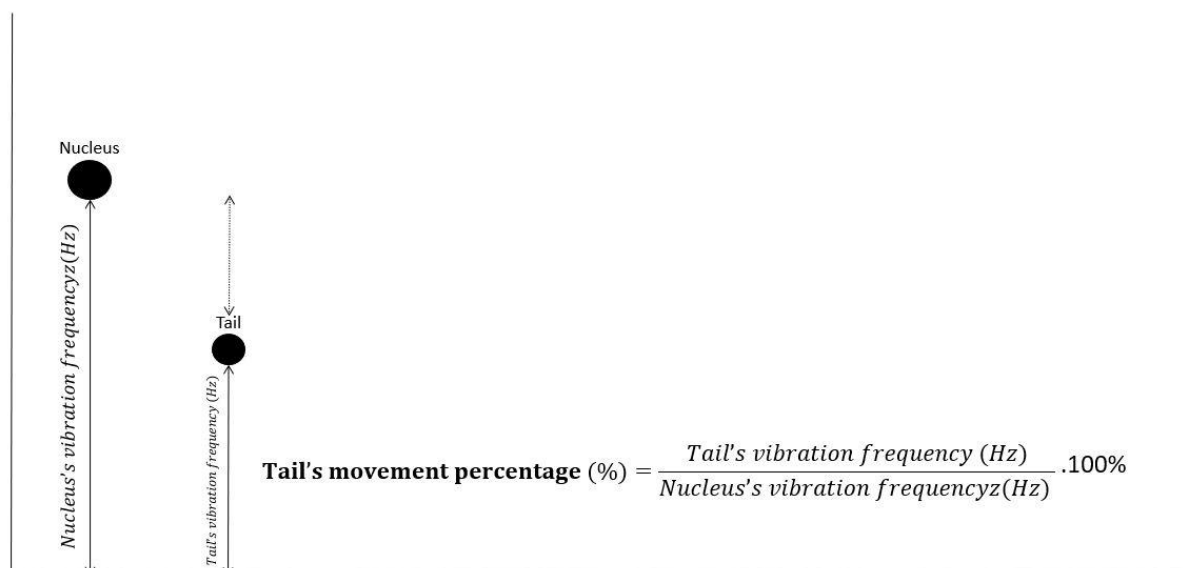 Nucleus
Nucleus's vibration frequencyz(Hz)
Tail
Tail's vibration frequency (Hz)
Tail's movement percentage (%) = Tail's vibration frequency (Hz) / Nucleus's vibration frequencyz(Hz) .100%